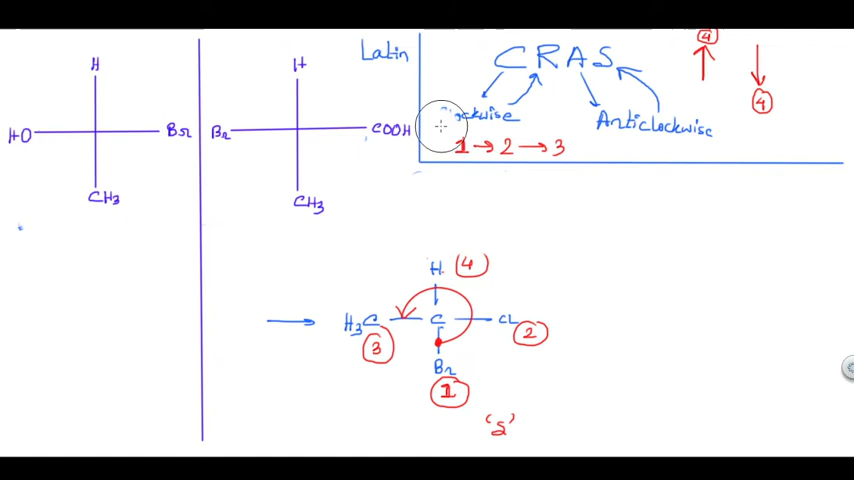 H
HO
Br
CH3
H
Br
COOH
CH3
Latin
CRAS
Clockwise
Anticlockwise
1 → 2 → 3
4
4
H 4
H3C C CL
3
2
Br
1
'S'